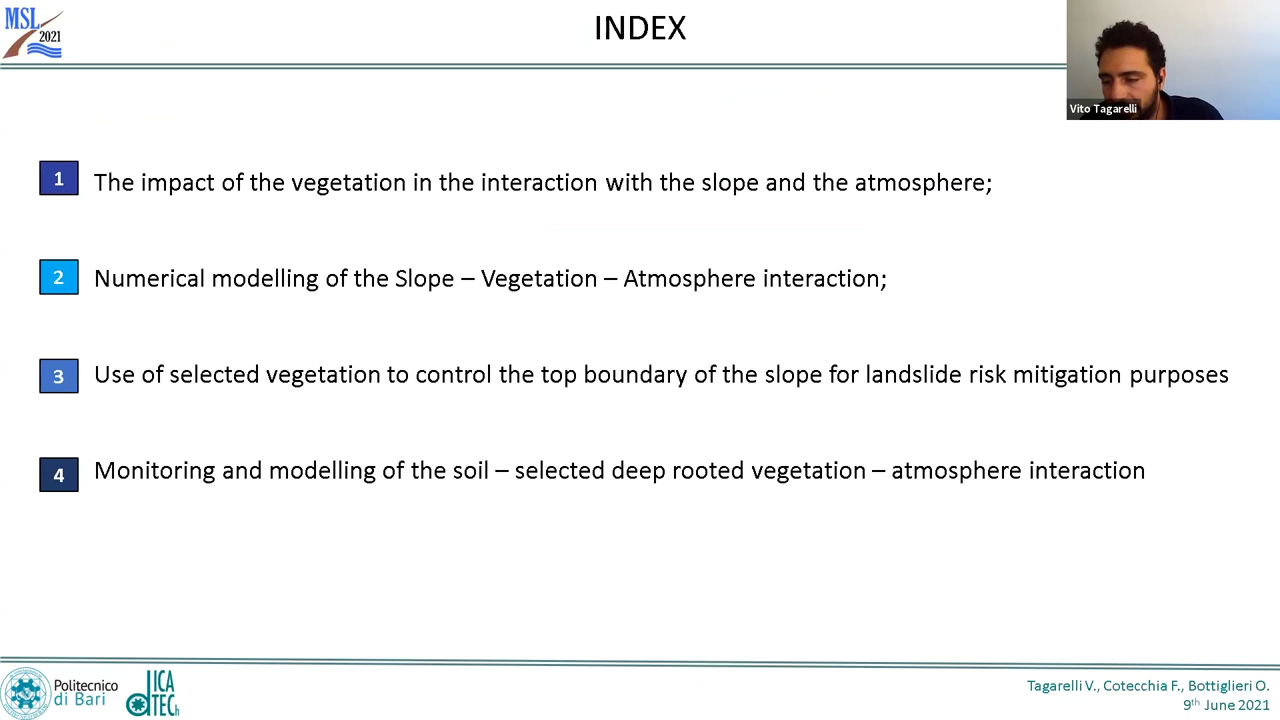 MSL
2021
INDEX
Vito Tagarelli
1 The impact of the vegetation in the interaction with the slope and the atmosphere;
2 Numerical modelling of the Slope – Vegetation – Atmosphere interaction;
3 Use of selected vegetation to control the top boundary of the slope for landslide risk mitigation purposes
4 Monitoring and modelling of the soil – selected deep rooted vegetation – atmosphere interaction
Politecnico
di Bari
ICA
TECh
Tagarelli V., Cotecchia F., Bottiglieri O.
9th June 2021